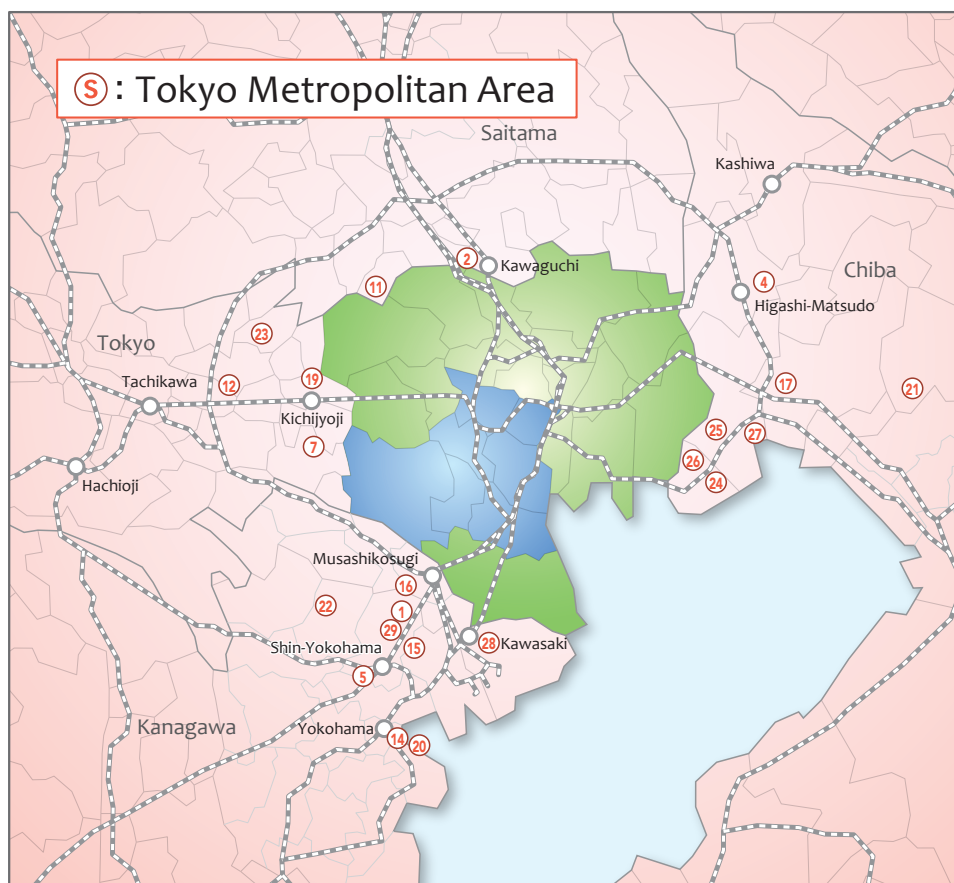 S : Tokyo Metropolitan Area
Saitama
Kashiwa
2
Kawaguchi
Chiba
11
4
Higashi-Matsudo
23
Tokyo
Tachikawa
12
19
17
21
Kichijyoji
7
25
27
26
24
Hachioji
Musashikosugi
16
22
1
29
Shin-Yokohama
15
28
Kawasaki
5
Kanagawa
Yokohama
14
20